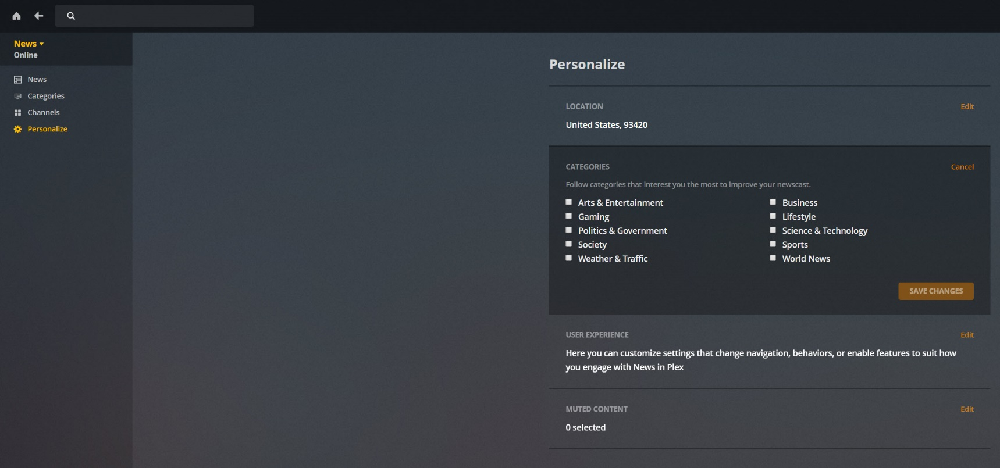 News
Online
News
Categories
Channels
Personalize
Personalize
LOCATION
Edit
United States, 93420
CATEGORIES
Cancel
Follow categories that interest you the most to improve your newscast.
Arts & Entertainment
Business
Gaming
Lifestyle
Politics & Government
Science & Technology
Society
Sports
Weather & Traffic
World News
SAVE CHANGES
USER EXPERIENCE
Edit
Here you can customize settings that change navigation, behaviors, or enable features to suit how
you engage with News in Plex
MUTED CONTENT
Edit
0 selected